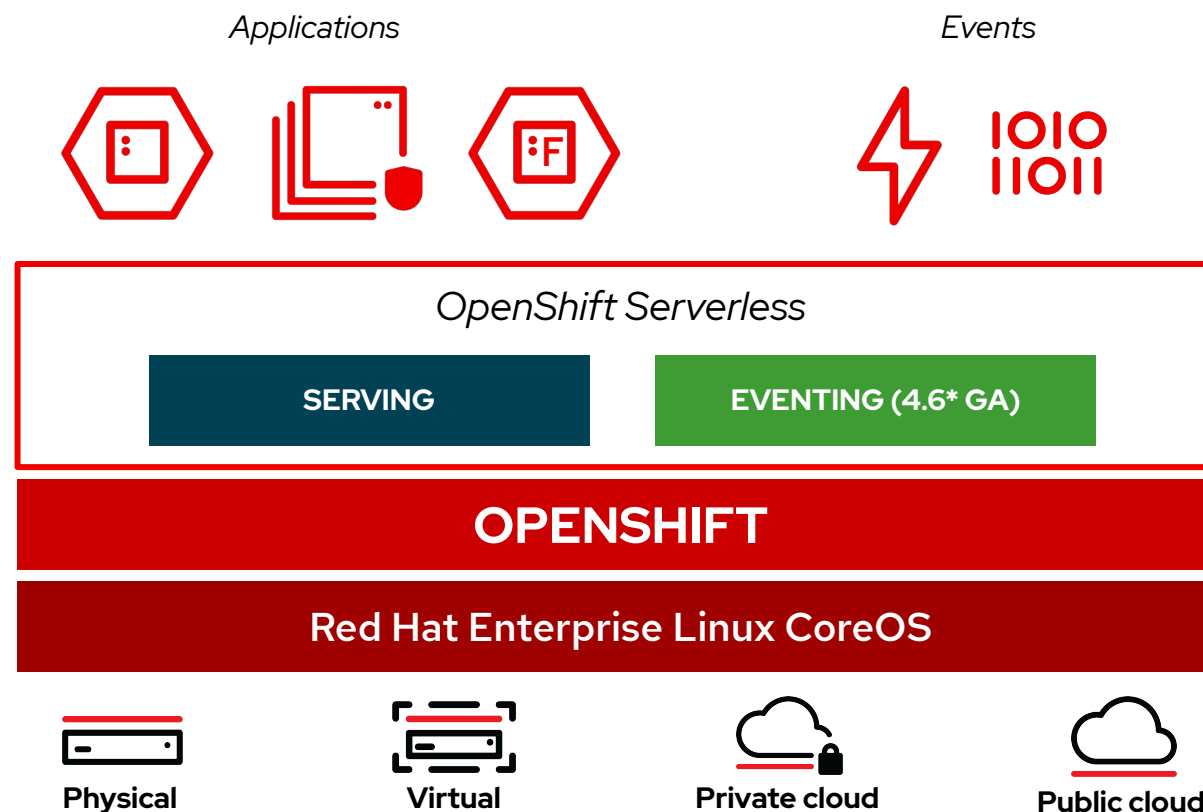 Applications
Events
:F
1010
11011
OpenShift Serverless
SERVING
EVENTING (4.6* GA)
OPENSHIFT
Red Hat Enterprise Linux CoreOS
Physical
Virtual
Private cloud
Public cloud